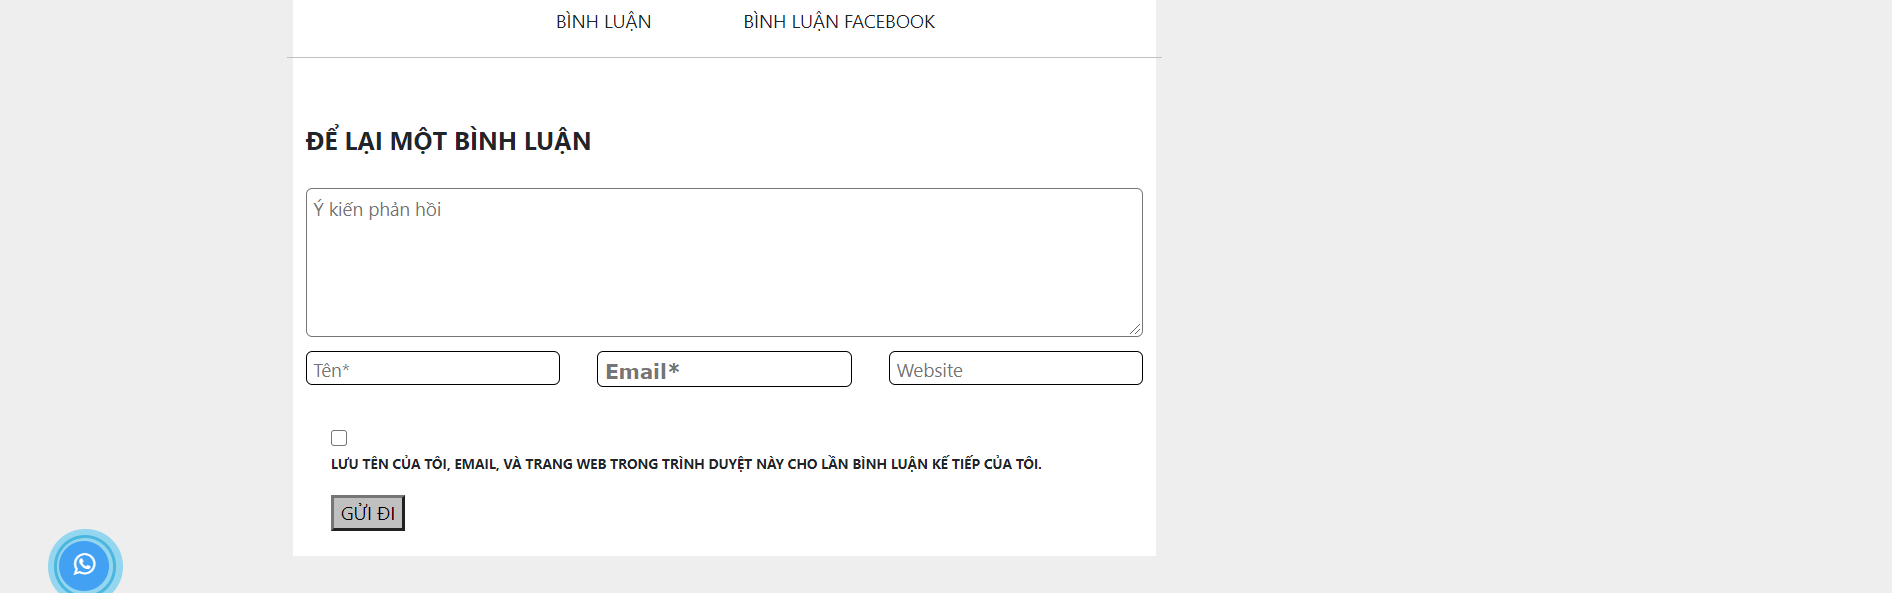 BÌNH LUẬN BÌNH LUẬN FACEBOOK
ĐỂ LẠI MỘT BÌNH LUẬN
Ý kiến phản hồi
Tên* Email* Website
LƯU TÊN CỦA TÔI, EMAIL, VÀ TRANG WEB TRONG TRÌNH DUYỆT NÀY CHO LẦN BÌNH LUẬN KẾ TIẾP CỦA TÔI.
GỬI ĐI